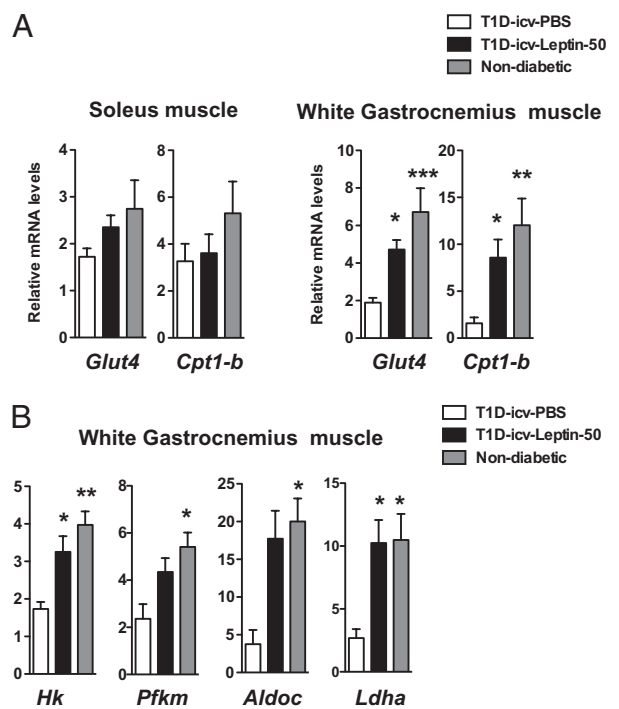 A
T1D-icv-PBS
T1D-icv-Leptin-50
Non-diabetic
Soleus muscle
White Gastrocnemius muscle
Relative mRNA levels
4
3
2
1
0
8
6
4
2
0
Relative mRNA levels
10
8
6
4
2
0
* ***
20
15
10
5
0
* **
Glut4
Cpt1-b
Glut4
Cpt1-b
B
T1D-icv-PBS
T1D-icv-Leptin-50
Non-diabetic
White Gastrocnemius muscle
5
4
3
2
1
0
* **
8
6
4
2
0
*
25
20
15
10
5
0
*
15
10
5
0
* *
Hk
Pfkm
Aldoc
Ldha